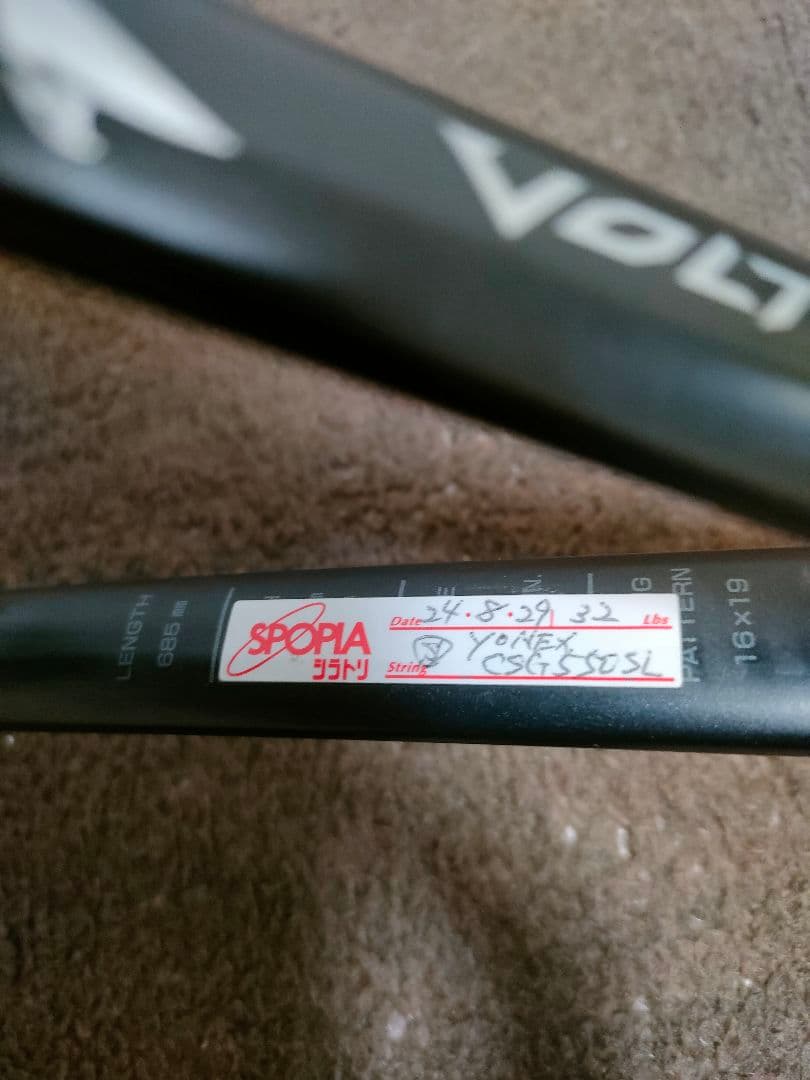 VOLT
LENGTH
685 mm
SPOPIA
シラトリ
Date 24・8・29 32 Lbs
YONEX
String CSG550SL
PATTERN
16×19